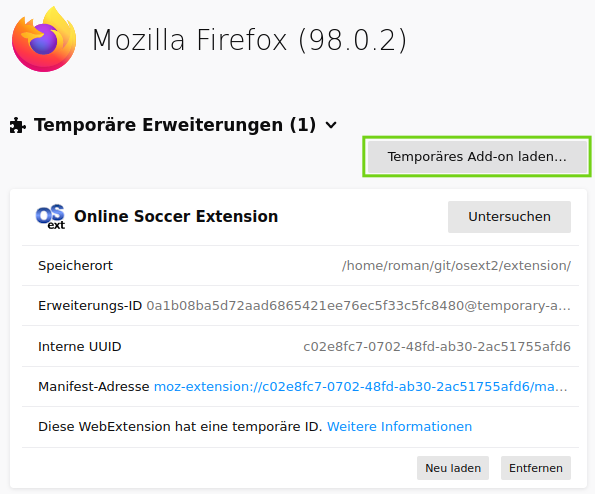 Mozilla Firefox (98.0.2)
Temporäre Erweiterungen (1)
Temporäres Add-on laden…
OS ext Online Soccer Extension Untersuchen
Speicherort /home/roman/git/osext2/extension/
Erweiterungs-ID 0a1b08ba5d72aad6865421ee76ec5f33c5fc8480@temporary-a…
Interne UUID c02e8fc7-0702-48fd-ab30-2ac51755afd6
Manifest-Adresse moz-extension://c02e8fc7-0702-48fd-ab30-2ac51755afd6/ma…
Diese WebExtension hat eine temporäre ID. Weitere Informationen
Neu laden Entfernen